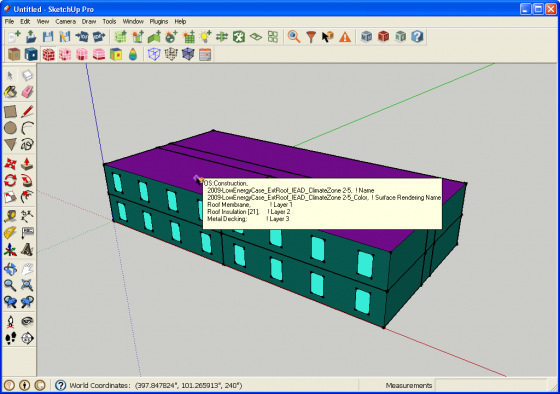 Untitled - SketchUp Pro
File Edit View Camera Draw Tools Window Plugins Help
OS:Construction,
2009:LowEnergyCase_ExtRoof_IEAD_ClimateZone 2-5, ! Name
2009:LowEnergyCase_ExtRoof_IEAD_ClimateZone 2-5_Color, ! Surface Rendering Name
Roof Membrane, ! Layer 1
Roof Insulation [21], ! Layer 2
Metal Decking; ! Layer 3
World Coordinates: (397.847824", 101.265913", 240") Measurements